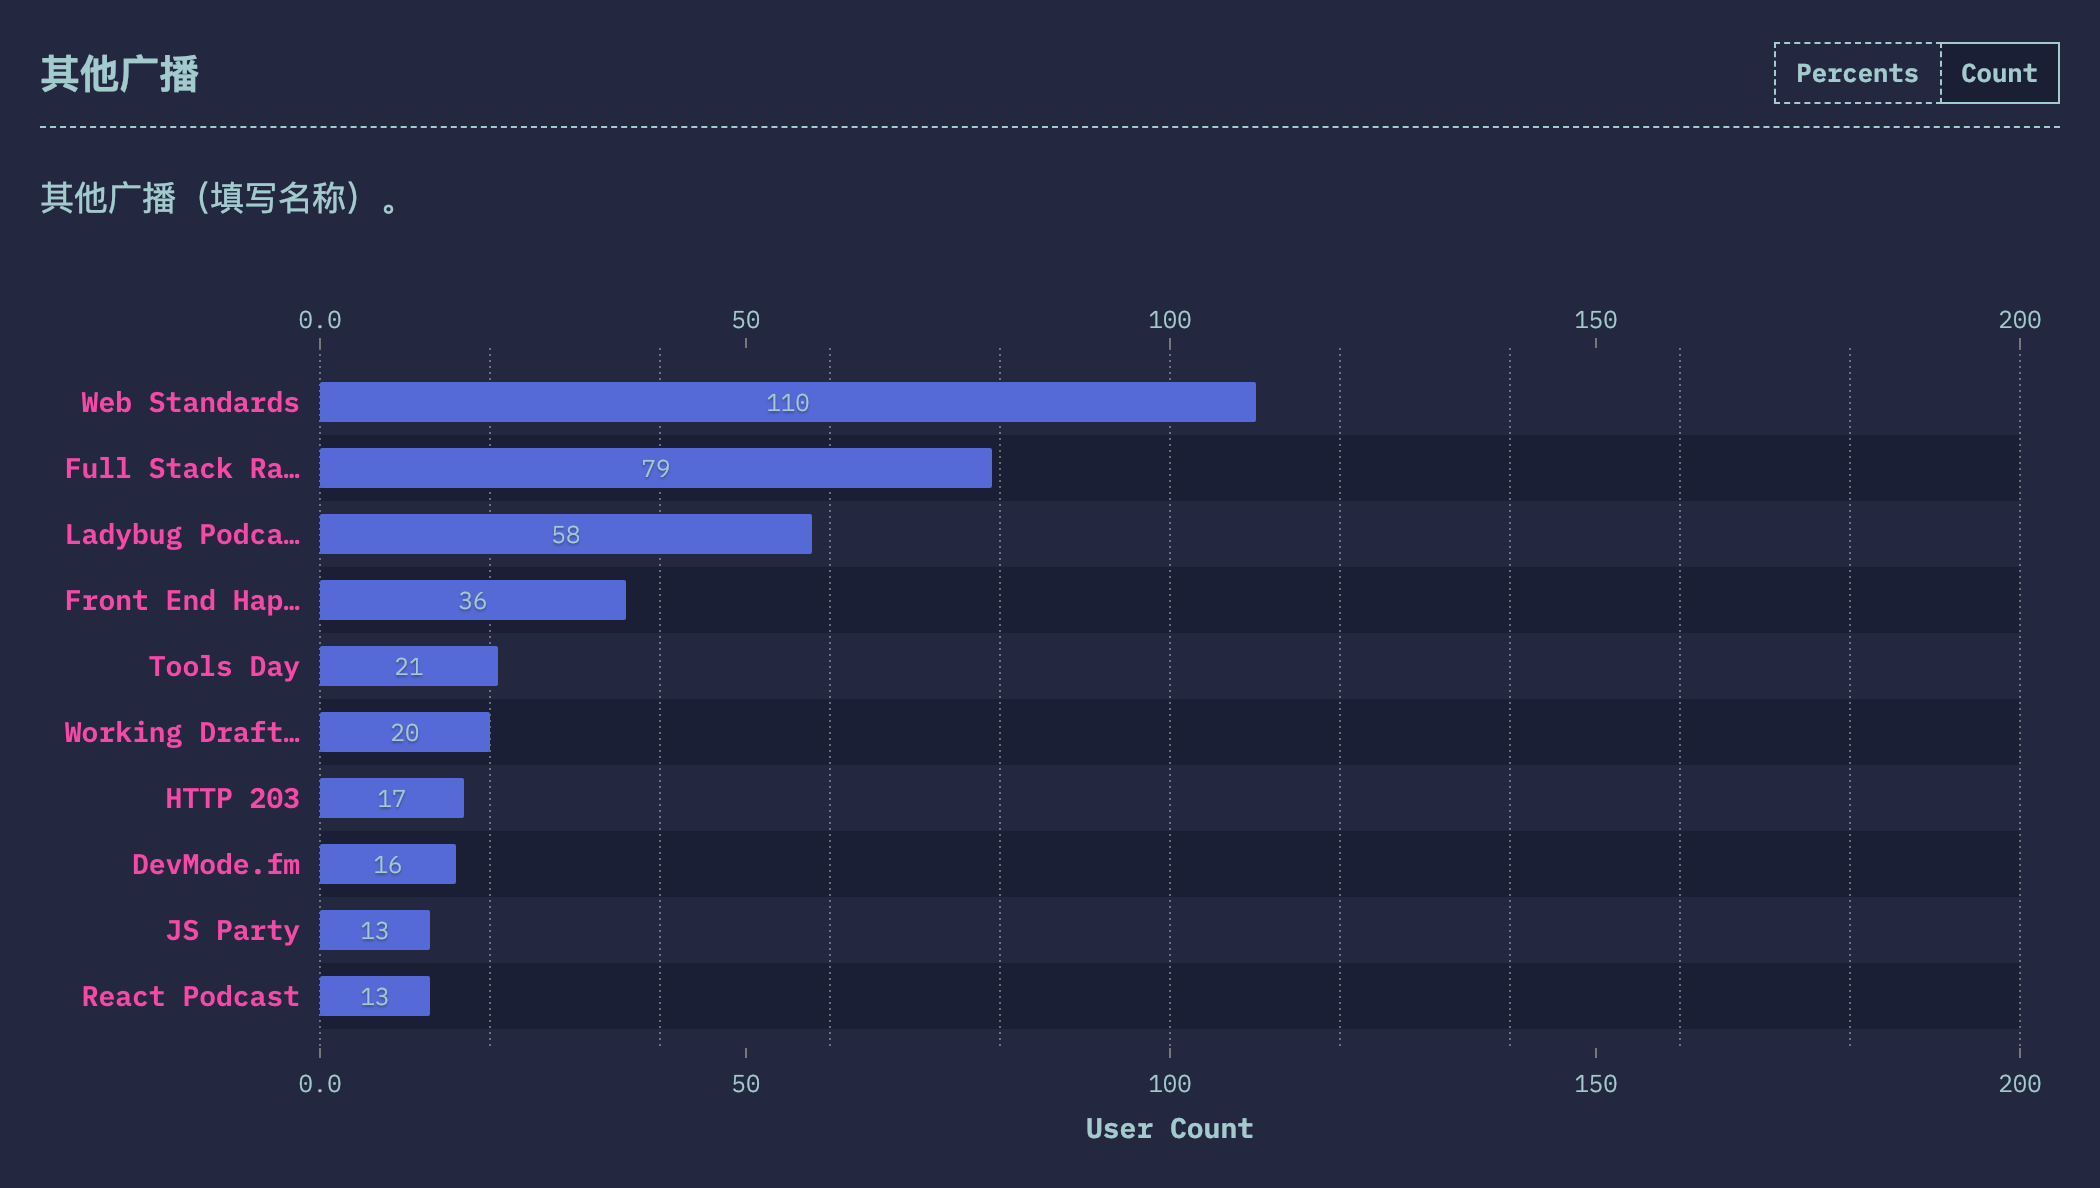 其他广播
Percents Count
其他广播（填写名称）。
0.0 50 100 150 200
Web Standards 110
Full Stack Ra… 79
Ladybug Podca… 58
Front End Hap… 36
Tools Day 21
Working Draft… 20
HTTP 203 17
DevMode.fm 16
JS Party 13
React Podcast 13
0.0 50 100 150 200
User Count